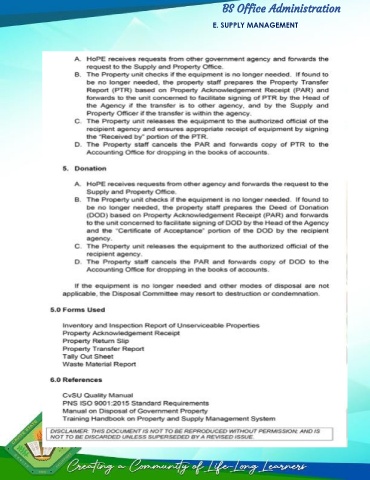 BS Office Administration
E. SUPPLY MANAGEMENT
A. HoPE receives requests from other government agency and forwards the
request to the Supply and Property Office.
B. The Property unit checks if the equipment is no longer needed. If found to
be no longer needed, the property staff prepares the Property Transfer
Report (PTR) based on Property Acknowledgement Receipt (PAR) and
forwards to the unit concerned to facilitate signing of PTR by the Head of
the Agency if the transfer is to other agency, and by the Supply and
Property Officer if the transfer is within the agency.
C. The Property unit releases the equipment to the authorized official of the
recipient agency and ensures appropriate receipt of equipment by signing
the "Received by" portion of the PTR.
D. The Property staff cancels the PAR and forwards copy of PTR to the
Accounting Office for dropping in the books of accounts.
5. Donation
A. HoPE receives requests from other agency and forwards the request to the
Supply and Property Office.
B. The Property unit checks if the equipment is no longer needed. If found to
be no longer needed, the property staff prepares the Deed of Donation
(DOD) based on Property Acknowledgement Receipt (PAR) and forwards
to the unit concerned to facilitate signing of DOD by the Head of the Agency
and the "Certificate of Acceptance" portion of the DOD by the recipient
agency.
C. The Property unit releases the equipment to the authorized official of the
recipient agency.
D. The Property staff cancels the PAR and forwards copy of DOD to the
Accounting Office for dropping in the books of accounts.
If the equipment is no longer needed and other modes of disposal are not
applicable, the Disposal Committee may resort to destruction or condemnation.
5.0 Forms Used
Inventory and Inspection Report of Unserviceable Properties
Property Acknowledgement Receipt
Property Return Slip
Property Transfer Report
Tally Out Sheet
Waste Material Report
6.0 References
CvSU Quality Manual
PNS ISO 9001:2015 Standard Requirements
Manual on Disposal of Government Property
Training Handbook on Property and Supply Management System
DISCLAIMER: THIS DOCUMENT IS NOT TO BE REPRODUCED WITHOUT PERMISSION, AND IS
NOT TO BE DISCARDED UNLESS SUPERSEDED BY A REVISED ISSUE.
Creating a Community of Life-Long Learners